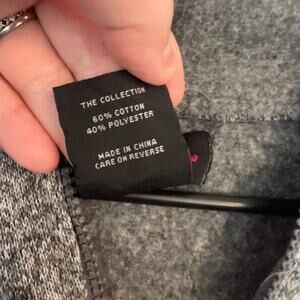 THE COLLECTION
60% COTTON
40% POLYESTER
MADE IN CHINA
CARE ON REVERSE